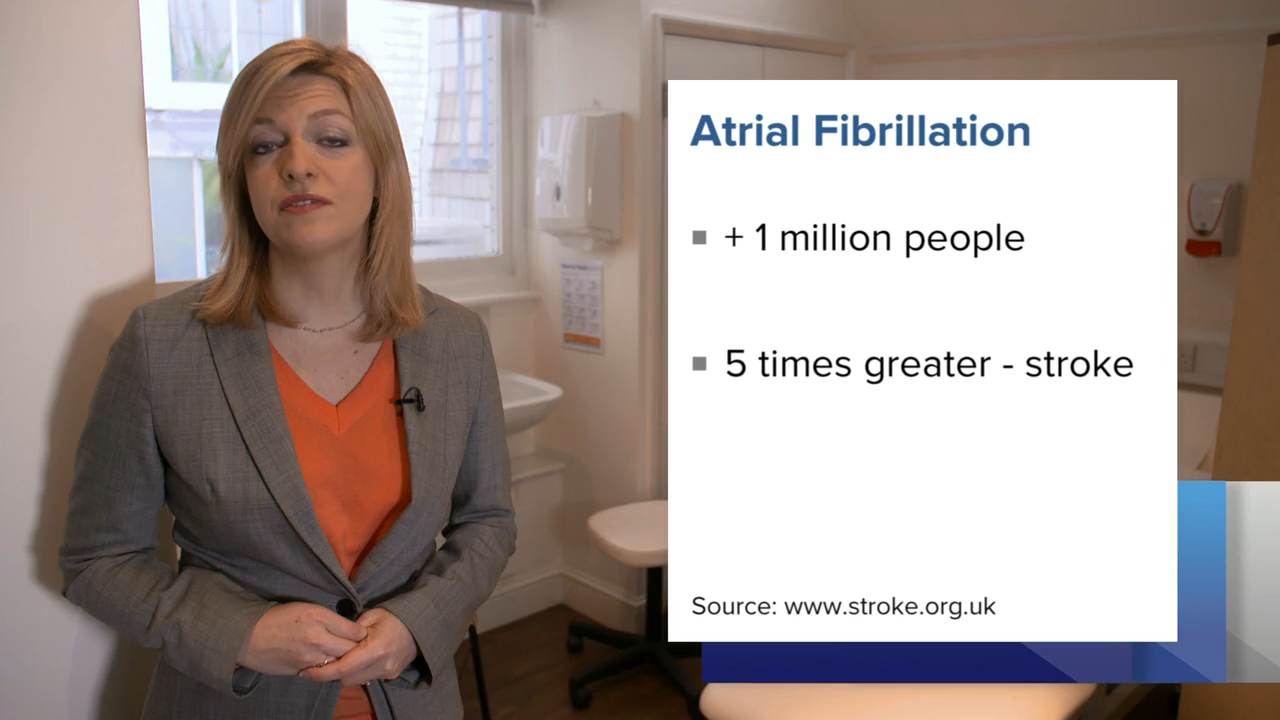 Atrial Fibrillation
+ 1 million people
5 times greater - stroke
Source: www.stroke.org.uk